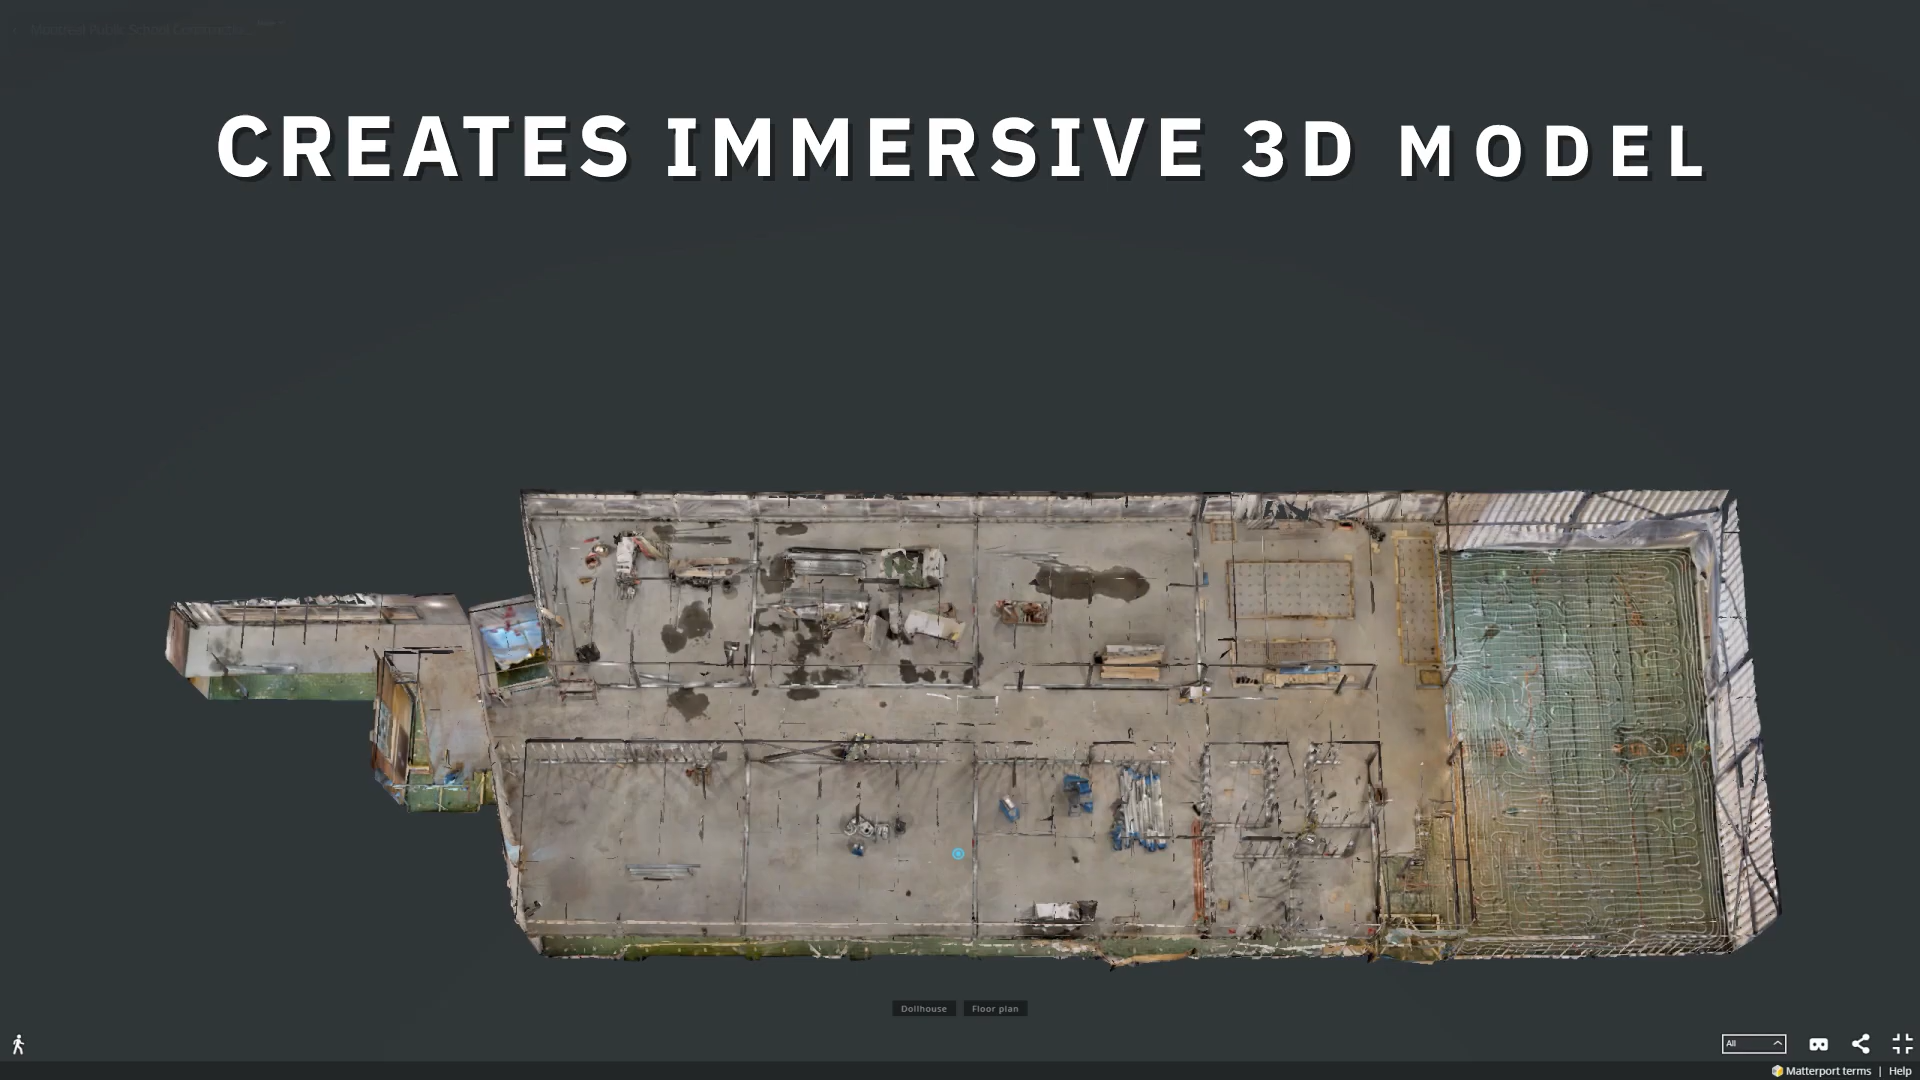 CREATES IMMERSIVE 3D MODEL
Dollhouse
Floor plan
All
Matterport terms | Help